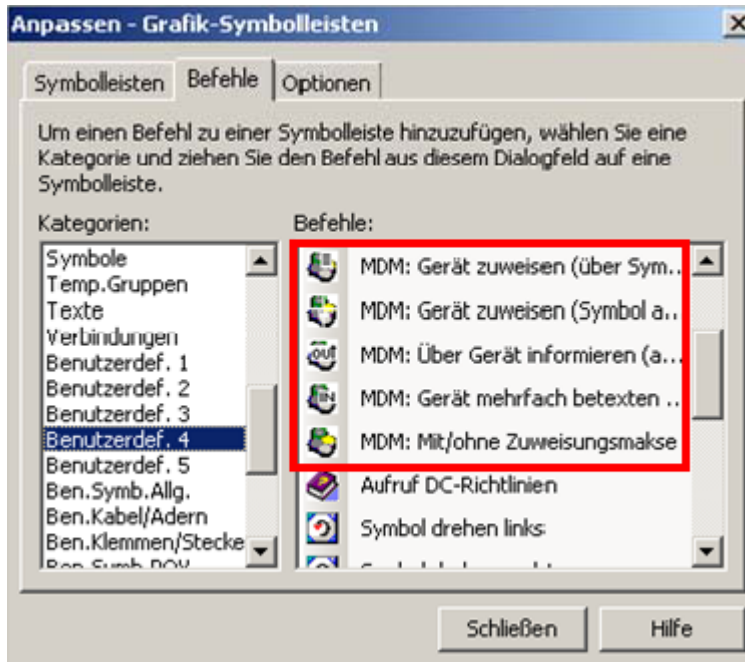 Anpassen - Grafik-Symbolleisten
Symbolleisten
Befehle
Optionen
Um einen Befehl zu einer Symbolleiste hinzuzufügen, wählen Sie eine
Kategorie und ziehen Sie den Befehl aus diesem Dialogfeld auf eine
Symbolleiste.
Kategorien:
Symbole
Temp.Gruppen
Texte
Verbindungen
Benutzerdef. 1
Benutzerdef. 2
Benutzerdef. 3
Benutzerdef. 4
Benutzerdef. 5
Ben.Symb.Allg.
Ben.Kabel/Adern
Ben.Klemmen/Stecke
Befehle:
MDM: Gerät zuweisen (über Sym..
MDM: Gerät zuweisen (Symbol a..
OUT
MDM: Über Gerät informieren (a...
IN
MDM: Gerät mehrfach betexten ..
MDM: Mit/ohne Zuweisungsmakse
Aufruf DC-Richtlinien
Symbol drehen links
Schließen
Hilfe